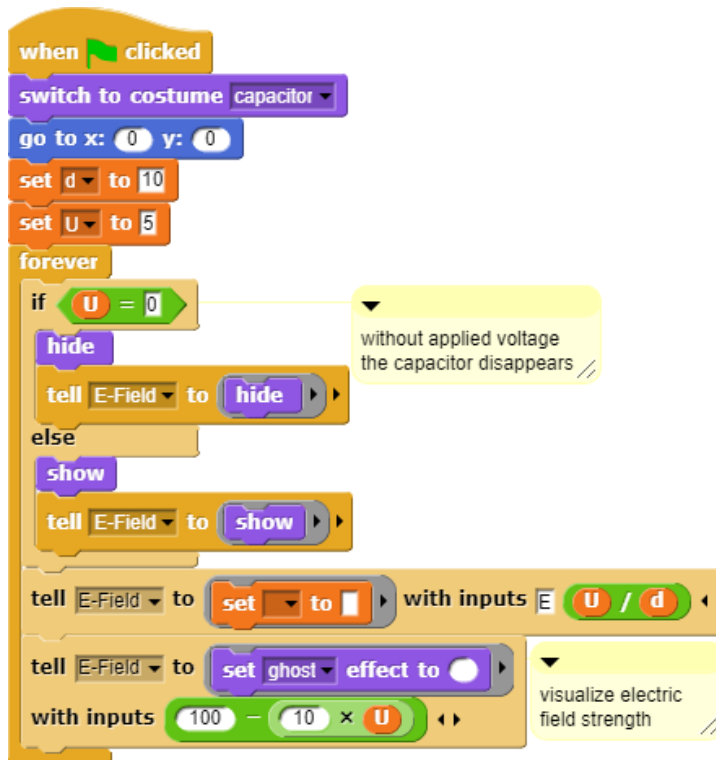 when clicked
switch to costume capacitor
go to x: 0 y: 0
set d to 10
set U to 5
forever
if U = 0
without applied voltage
the capacitor disappears
hide
tell E-Field to hide
else
show
tell E-Field to show
tell E-Field to set to with inputs E U / d
tell E-Field to set ghost effect to
with inputs 100 - 10 × U
visualize electric
field strength